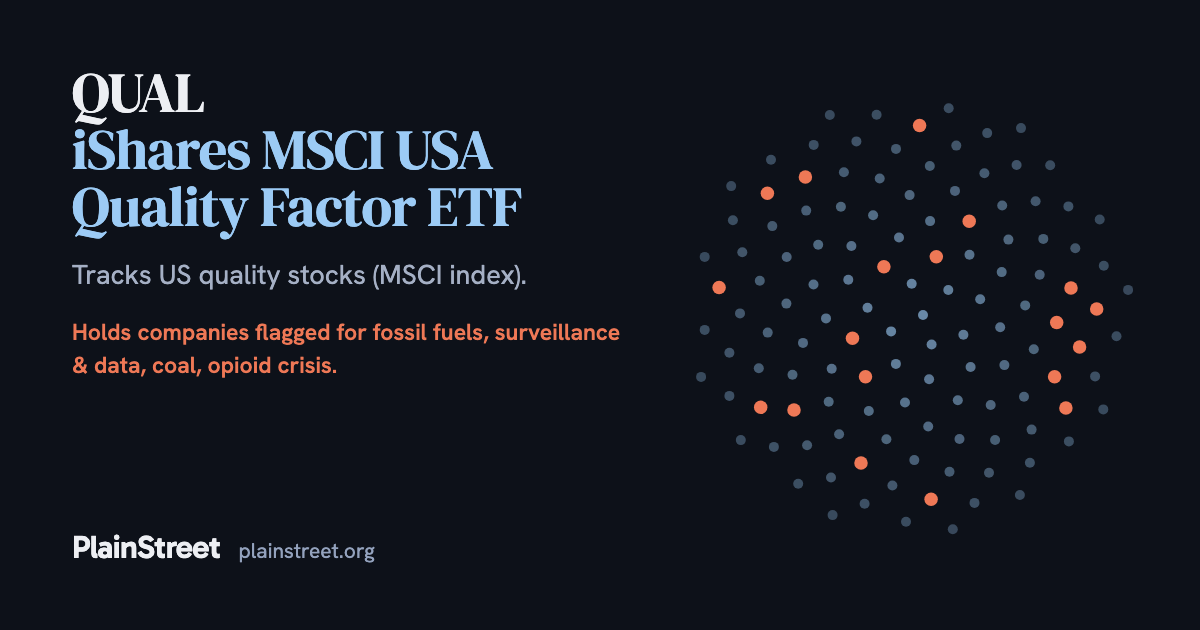 QUAL
iShares MSCI USA
Quality Factor ETF
Tracks US quality stocks (MSCI index).
Holds companies flagged for fossil fuels, surveillance
& data, coal, opioid crisis.
PlainStreet plainstreet.org